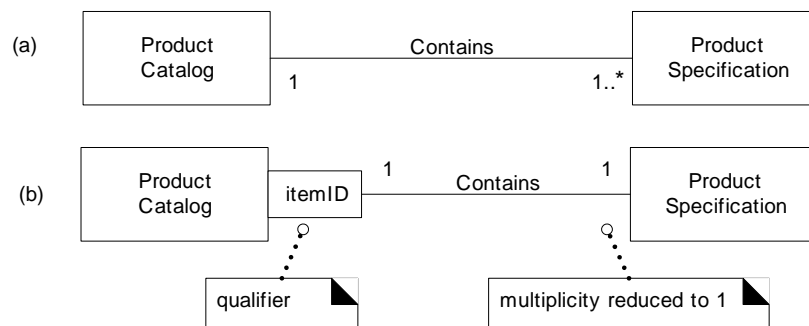 (a)
Product
Catalog
Contains
1
1..*
Product
Specification
(b)
Product
Catalog
itemID
1
Contains
1
Product
Specification
qualifier
multiplicity reduced to 1